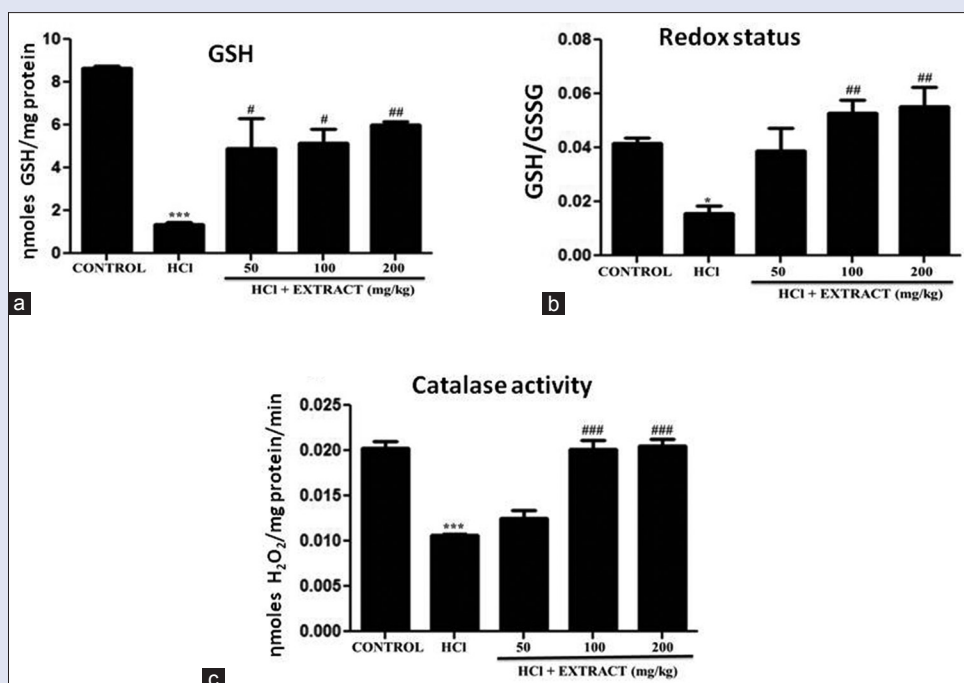 GSH
ηmoles GSH/mg protein
10
8
6
4
2
0
***
#
#
##
CONTROL
HCl
50
100
200
HCl + EXTRACT (mg/kg)
a
Redox status
GSH/GSSG
0.08
0.06
0.04
0.02
0.00
*
##
##
CONTROL
HCl
50
100
200
HCl + EXTRACT (mg/kg)
b
Catalase activity
ηmoles H₂O₂/mg protein/min
0.025
0.020
0.015
0.010
0.005
0.000
***
###
###
CONTROL
HCl
50
100
200
HCl + EXTRACT (mg/kg)
c